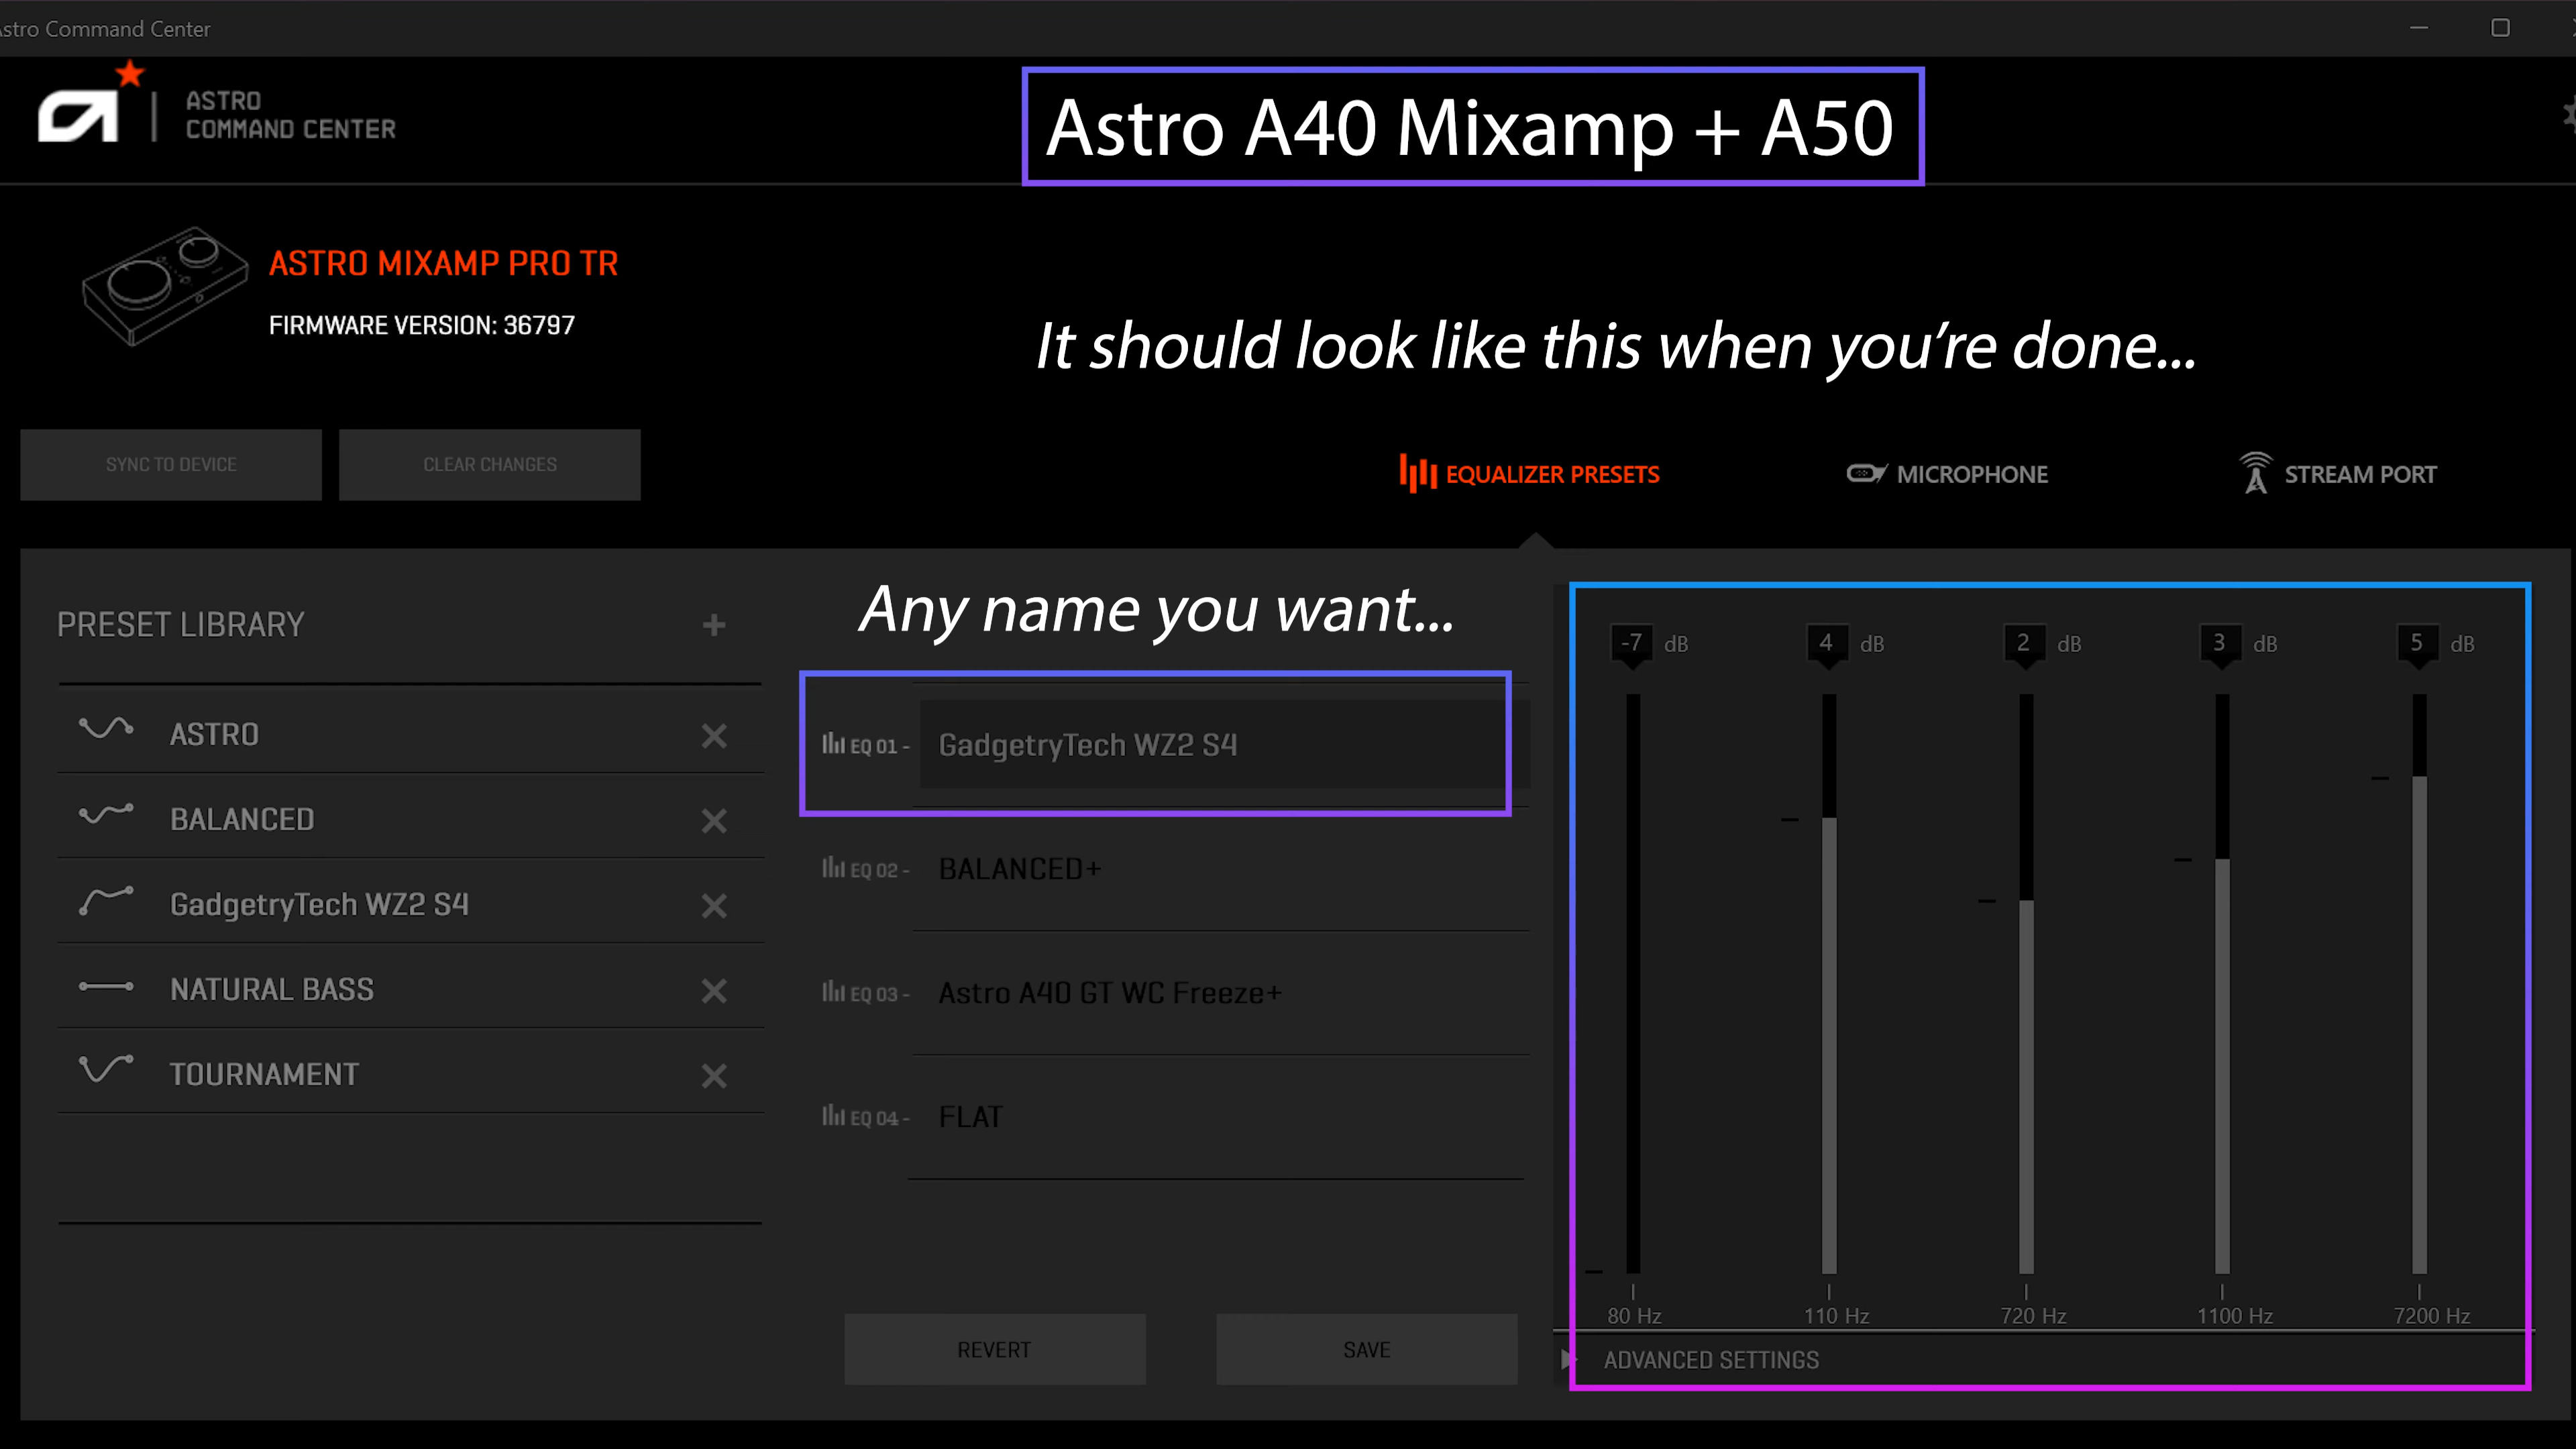 Astro Command Center
ASTRO
COMMAND CENTER
Astro A40 Mixamp + A50
ASTRO MIXAMP PRO TR
FIRMWARE VERSION: 36797
It should look like this when you're done...
SYNC TO DEVICE
CLEAR CHANGES
EQUALIZER PRESETS
MICROPHONE
STREAM PORT
PRESET LIBRARY
+
ASTRO
BALANCED
GadgetryTech WZ2 S4
NATURAL BASS
TOURNAMENT
Any name you want...
EQ 01 - GadgetryTech WZ2 S4
EQ 02 - BALANCED+
EQ 03 - Astro A40 GT WC Freeze+
EQ 04 - FLAT
REVERT
SAVE
-7 dB 4 dB 2 dB 3 dB 5 dB
80 Hz 110 Hz 720 Hz 1100 Hz 7200 Hz
ADVANCED SETTINGS